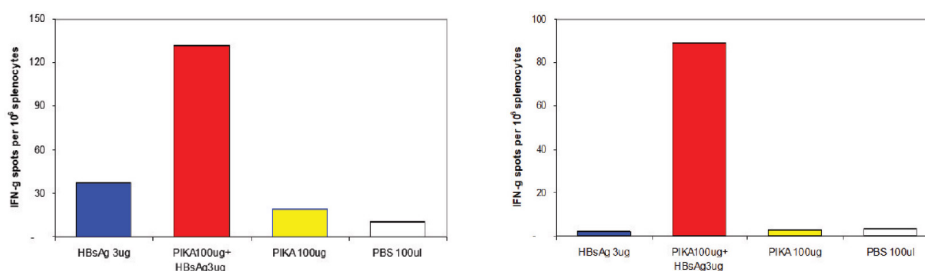 IFN-g spots per 10⁶ splenocytes
150
120
90
60
30
-
HBsAg 3ug
PIKA100ug+
HBsAg3ug
PIKA100ug
PBS 100ul
IFN-g spots per 10⁶ splenocytes
100
80
60
40
20
-
HBsAg 3ug
PIKA100ug+
HBsAg3ug
PIKA 100ug
PBS 100ul